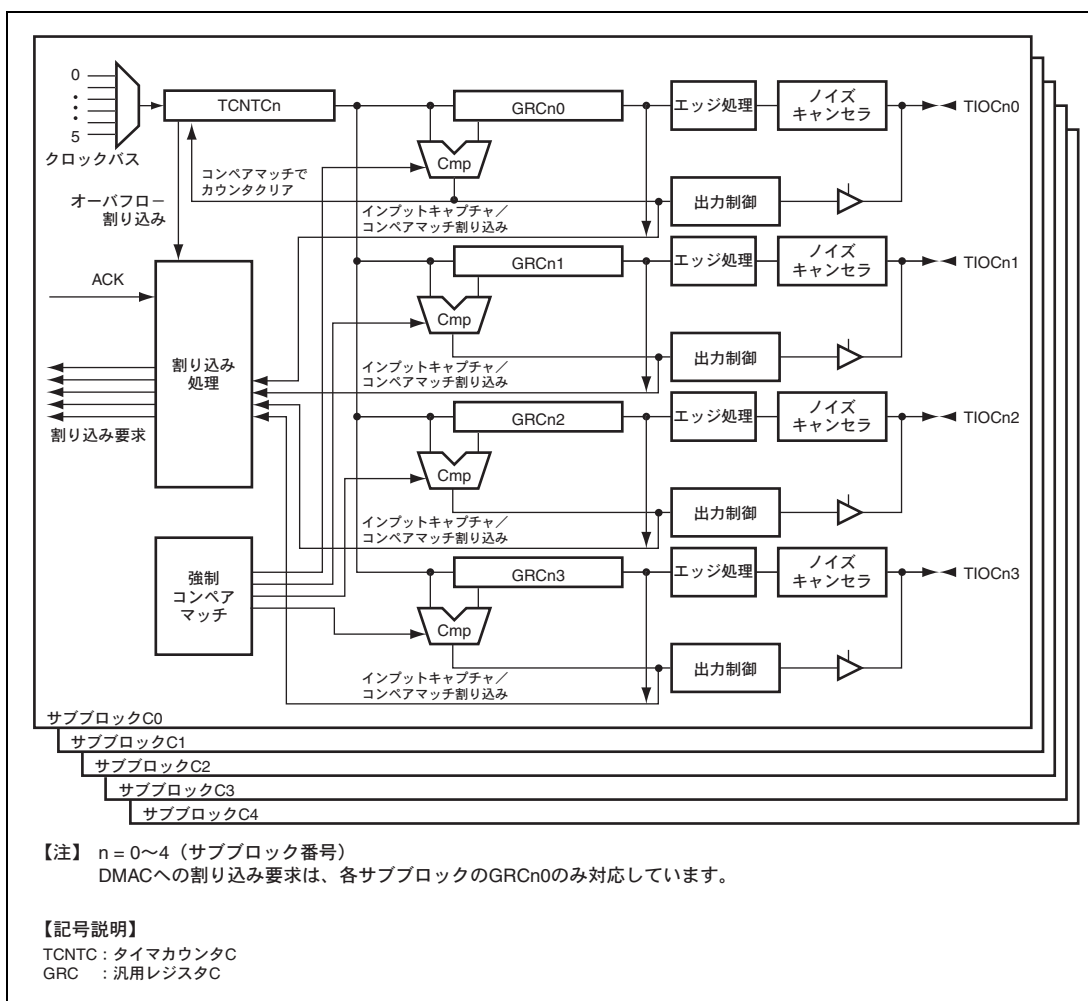 0
5
クロックバス
TCNTCn
GRCn0
エッジ処理
ノイズ
キャンセラ
TIOCn0
Cmp
コンペアマッチで
カウンタクリア
オーバフロー
割り込み
インプットキャプチャ／
コンペアマッチ割り込み
出力制御
ACK
割り込み
処理
割り込み要求
GRCn1
エッジ処理
ノイズ
キャンセラ
TIOCn1
Cmp
インプットキャプチャ／
コンペアマッチ割り込み
出力制御
GRCn2
エッジ処理
ノイズ
キャンセラ
TIOCn2
Cmp
インプットキャプチャ／
コンペアマッチ割り込み
出力制御
強制
コンペア
マッチ
GRCn3
エッジ処理
ノイズ
キャンセラ
TIOCn3
Cmp
インプットキャプチャ／
コンペアマッチ割り込み
出力制御
サブブロックC0
サブブロックC1
サブブロックC2
サブブロックC3
サブブロックC4
【注】 n = 0〜4（サブブロック番号）
DMACへの割り込み要求は、各サブブロックのGRCn0のみ対応しています。
【記号説明】
TCNTC：タイマカウンタC
GRC ：汎用レジスタC